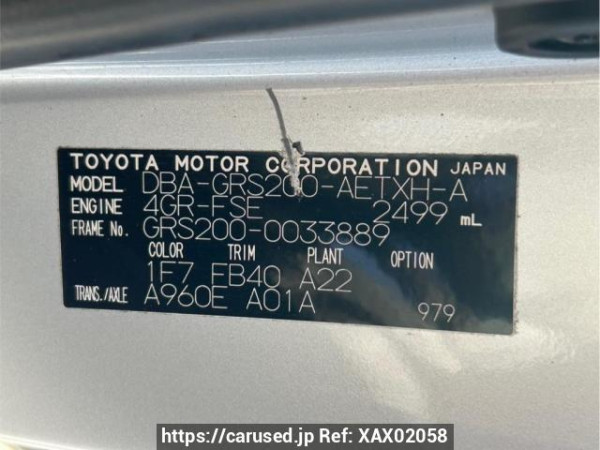 TOYOTA MOTOR CORPORATION JAPAN
MODEL DBA-GRS200-AETXH-A
ENGINE 4GR-FSE 2499 mL
FRAME No. GRS200-0033889
COLOR TRIM PLANT OPTION
1F7 FB40 A22
TRANS./AXLE A960E A01A 979
https://carused.jp Ref: XAX02058